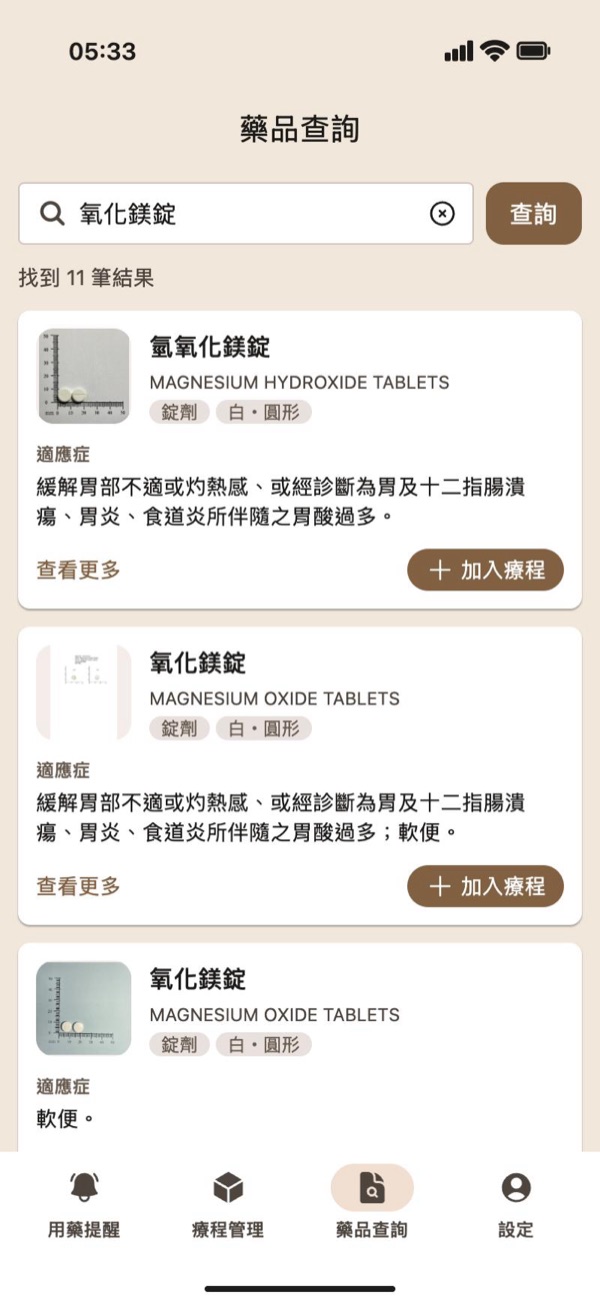 05:33
藥品查詢
氧化鎂錠
查詢
找到 11 筆結果
氫氧化鎂錠
MAGNESIUM HYDROXIDE TABLETS
錠劑 白・圓形
適應症
緩解胃部不適或灼熱感、或經診斷為胃及十二指腸潰
瘍、胃炎、食道炎所伴隨之胃酸過多。
查看更多
加入療程
氧化鎂錠
MAGNESIUM OXIDE TABLETS
錠劑 白・圓形
適應症
緩解胃部不適或灼熱感、或經診斷為胃及十二指腸潰
瘍、胃炎、食道炎所伴隨之胃酸過多；軟便。
查看更多
加入療程
氧化鎂錠
MAGNESIUM OXIDE TABLETS
錠劑 白・圓形
適應症
軟便。
用藥提醒 療程管理 藥品查詢 設定